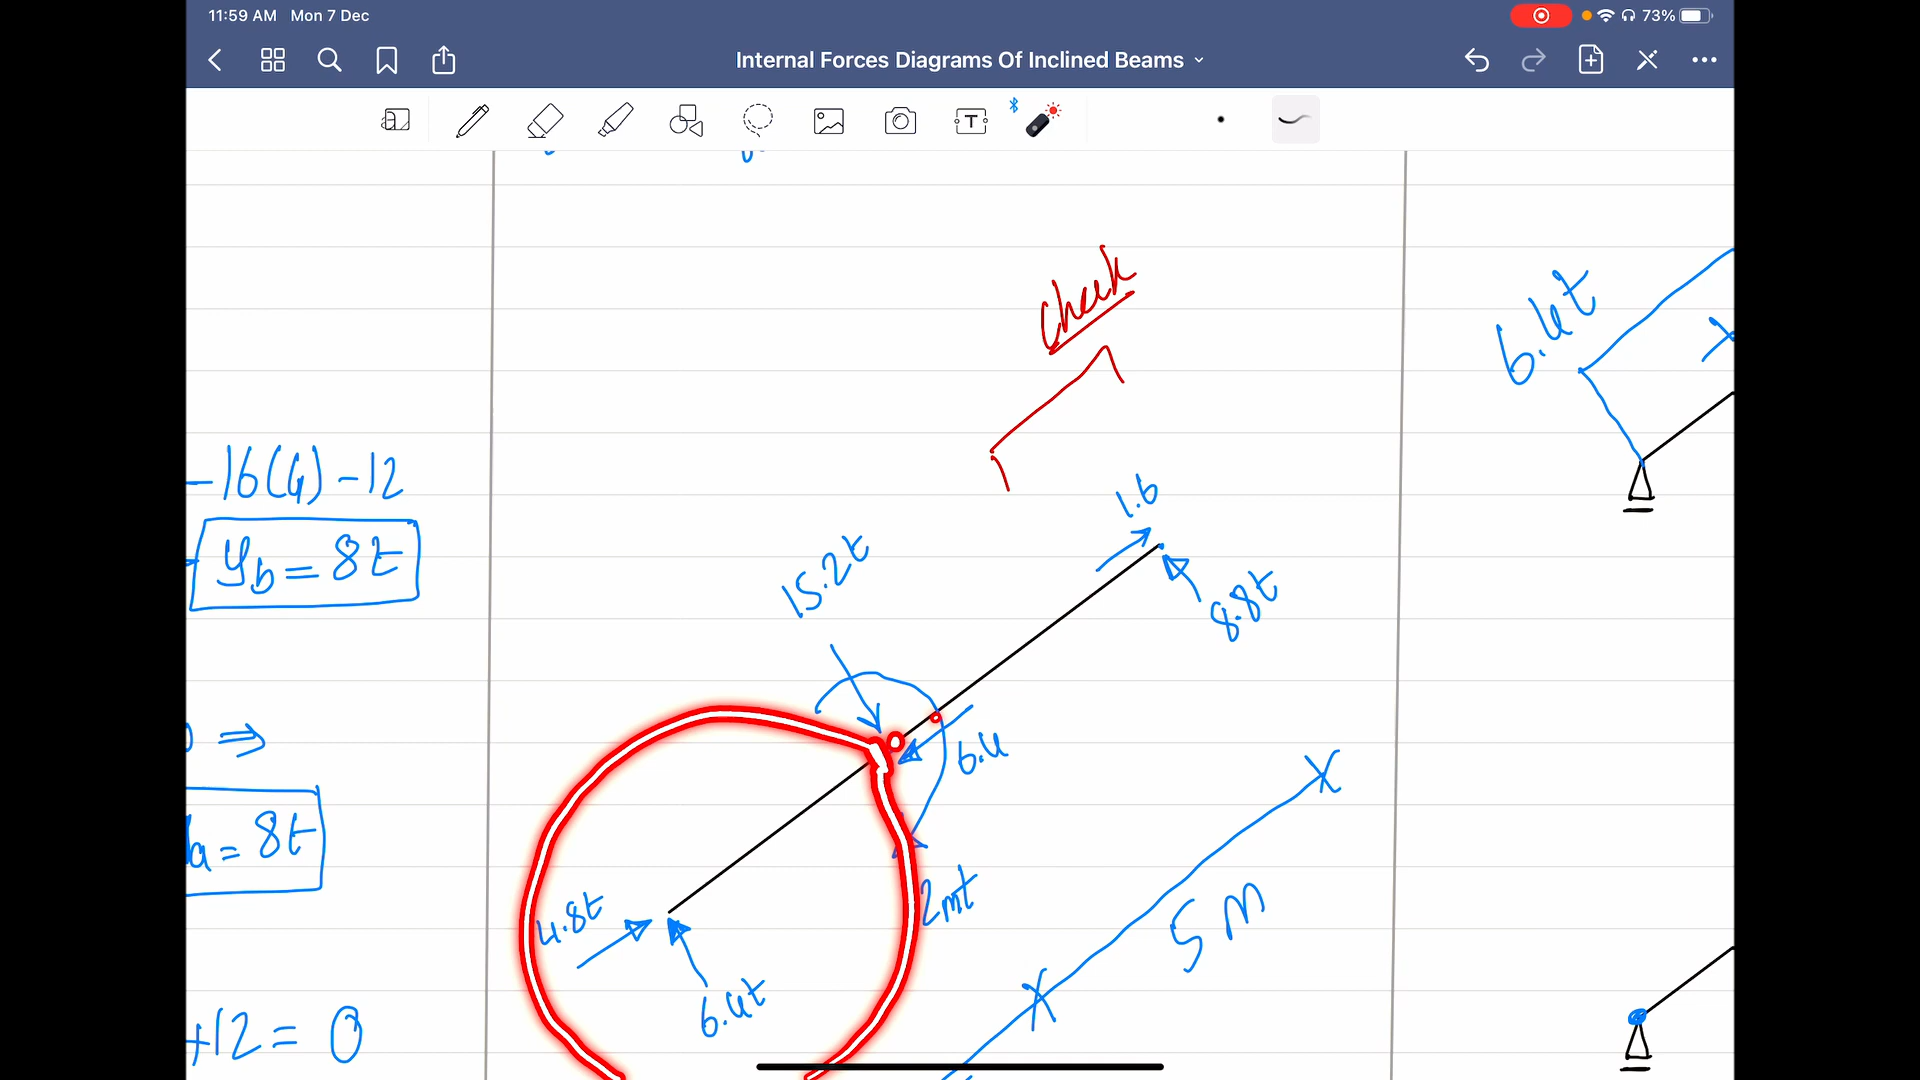 11:59 AM Mon 7 Dec
73%
Internal Forces Diagrams Of Inclined Beams
T
Check
6.4t
-16(4) -12
yb = 8t
1.6
15.2t
8.8t
6.4
⇒
a = 8t
2mt
4.8t
5 m
6.4t
+12 = 0